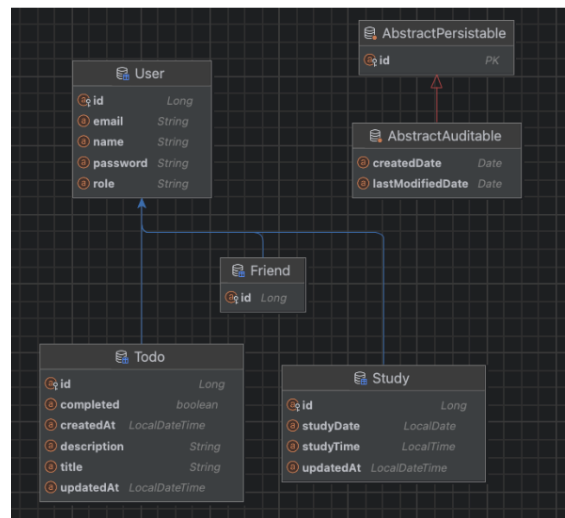 AbstractPersistable
id PK
User
id Long
email String
name String
password String
role String
AbstractAuditable
createdDate Date
lastModifiedDate Date
Friend
id Long
Todo
id Long
completed boolean
createdAt LocalDateTime
description String
title String
updatedAt LocalDateTime
Study
id Long
studyDate LocalDate
studyTime LocalTime
updatedAt LocalDateTime